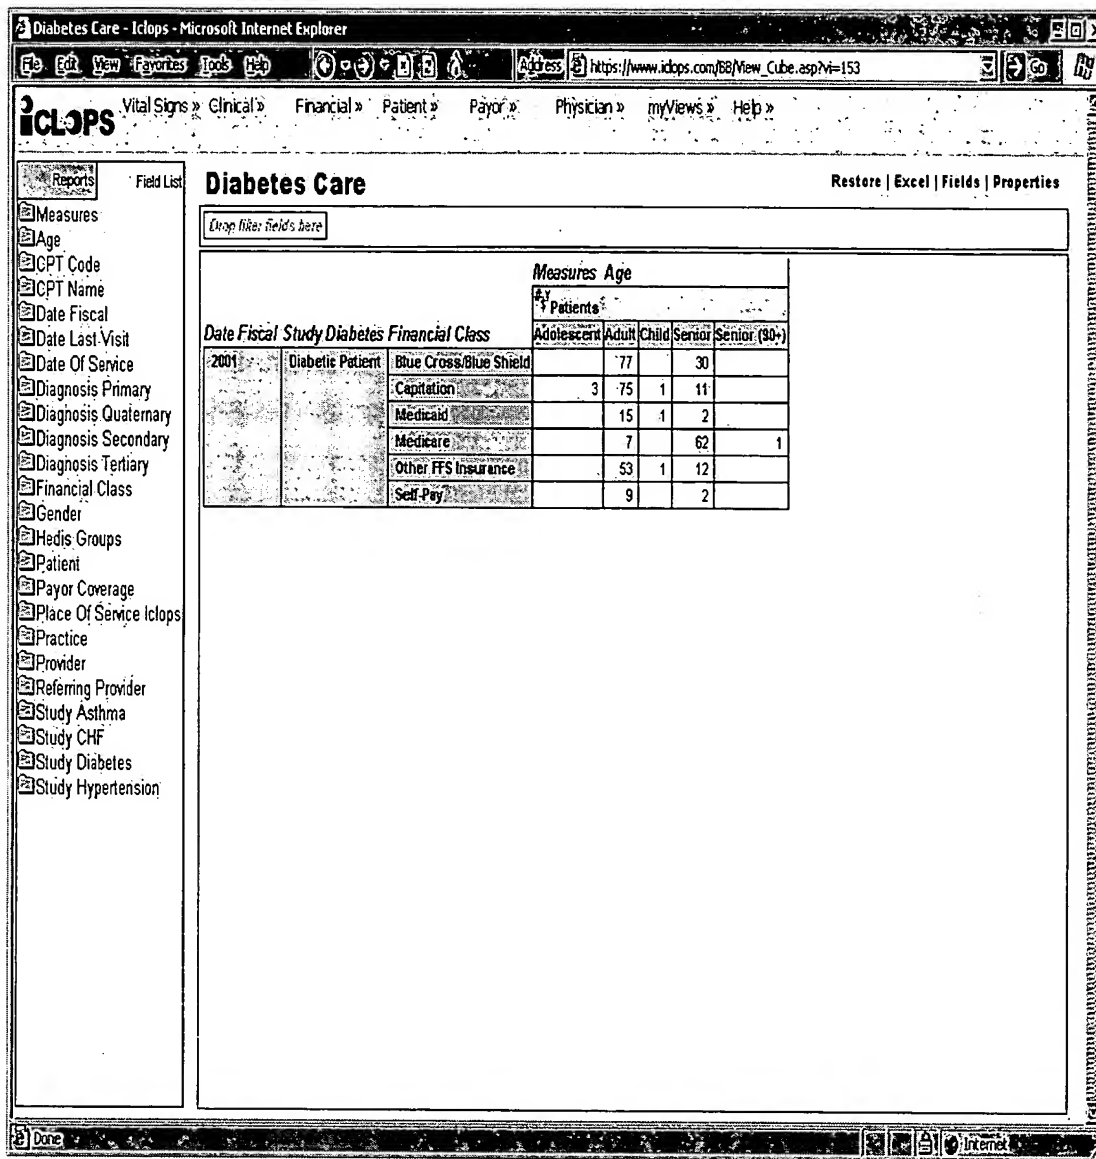 Diabetes Care - Iclops - Microsoft Internet Explorer
File Edit View Favorites Tools Help Address https://www.iclops.com/68/View_Cube.asp?vi=153 Go
ICLOPS Vital Signs » Clinical » Financial » Patient » Payor » Physician » myViews » Help »
Reports Field List
Measures
Age
CPT Code
CPT Name
Date Fiscal
Date Last Visit
Date Of Service
Diagnosis Primary
Diagnosis Quaternary
Diagnosis Secondary
Diagnosis Tertiary
Financial Class
Gender
Hedis Groups
Patient
Payor Coverage
Place Of Service Iclops
Practice
Provider
Referring Provider
Study Asthma
Study CHF
Study Diabetes
Study Hypertension
Diabetes Care Restore | Excel | Fields | Properties
Drop filter fields here
Measures Age
Patients
Date Fiscal Study Diabetes Financial Class Adolescent Adult Child Senior Senior (90+)
2001 Diabetic Patient Blue Cross/Blue Shield 77 30
Capitation 3 75 1 11
Medicaid 15 1 2
Medicare 7 62 1
Other FFS Insurance 53 1 12
Self-Pay 9 2
Done Internet